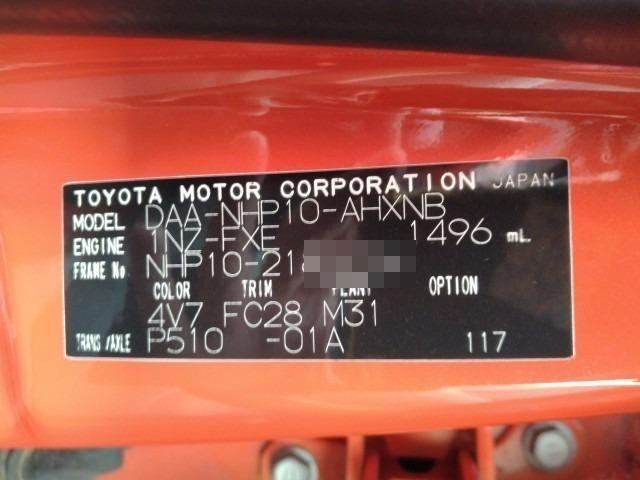 TOYOTA MOTOR CORPORATION JAPAN
MODEL DAA-NHP10-AHXNB
ENGINE 1NZ-FXE 1496 mL
FRAME No. NHP10-218
COLOR TRIM PLANT OPTION
4V7 FC28 M31
TRANS/AXLE P510 -01A 117